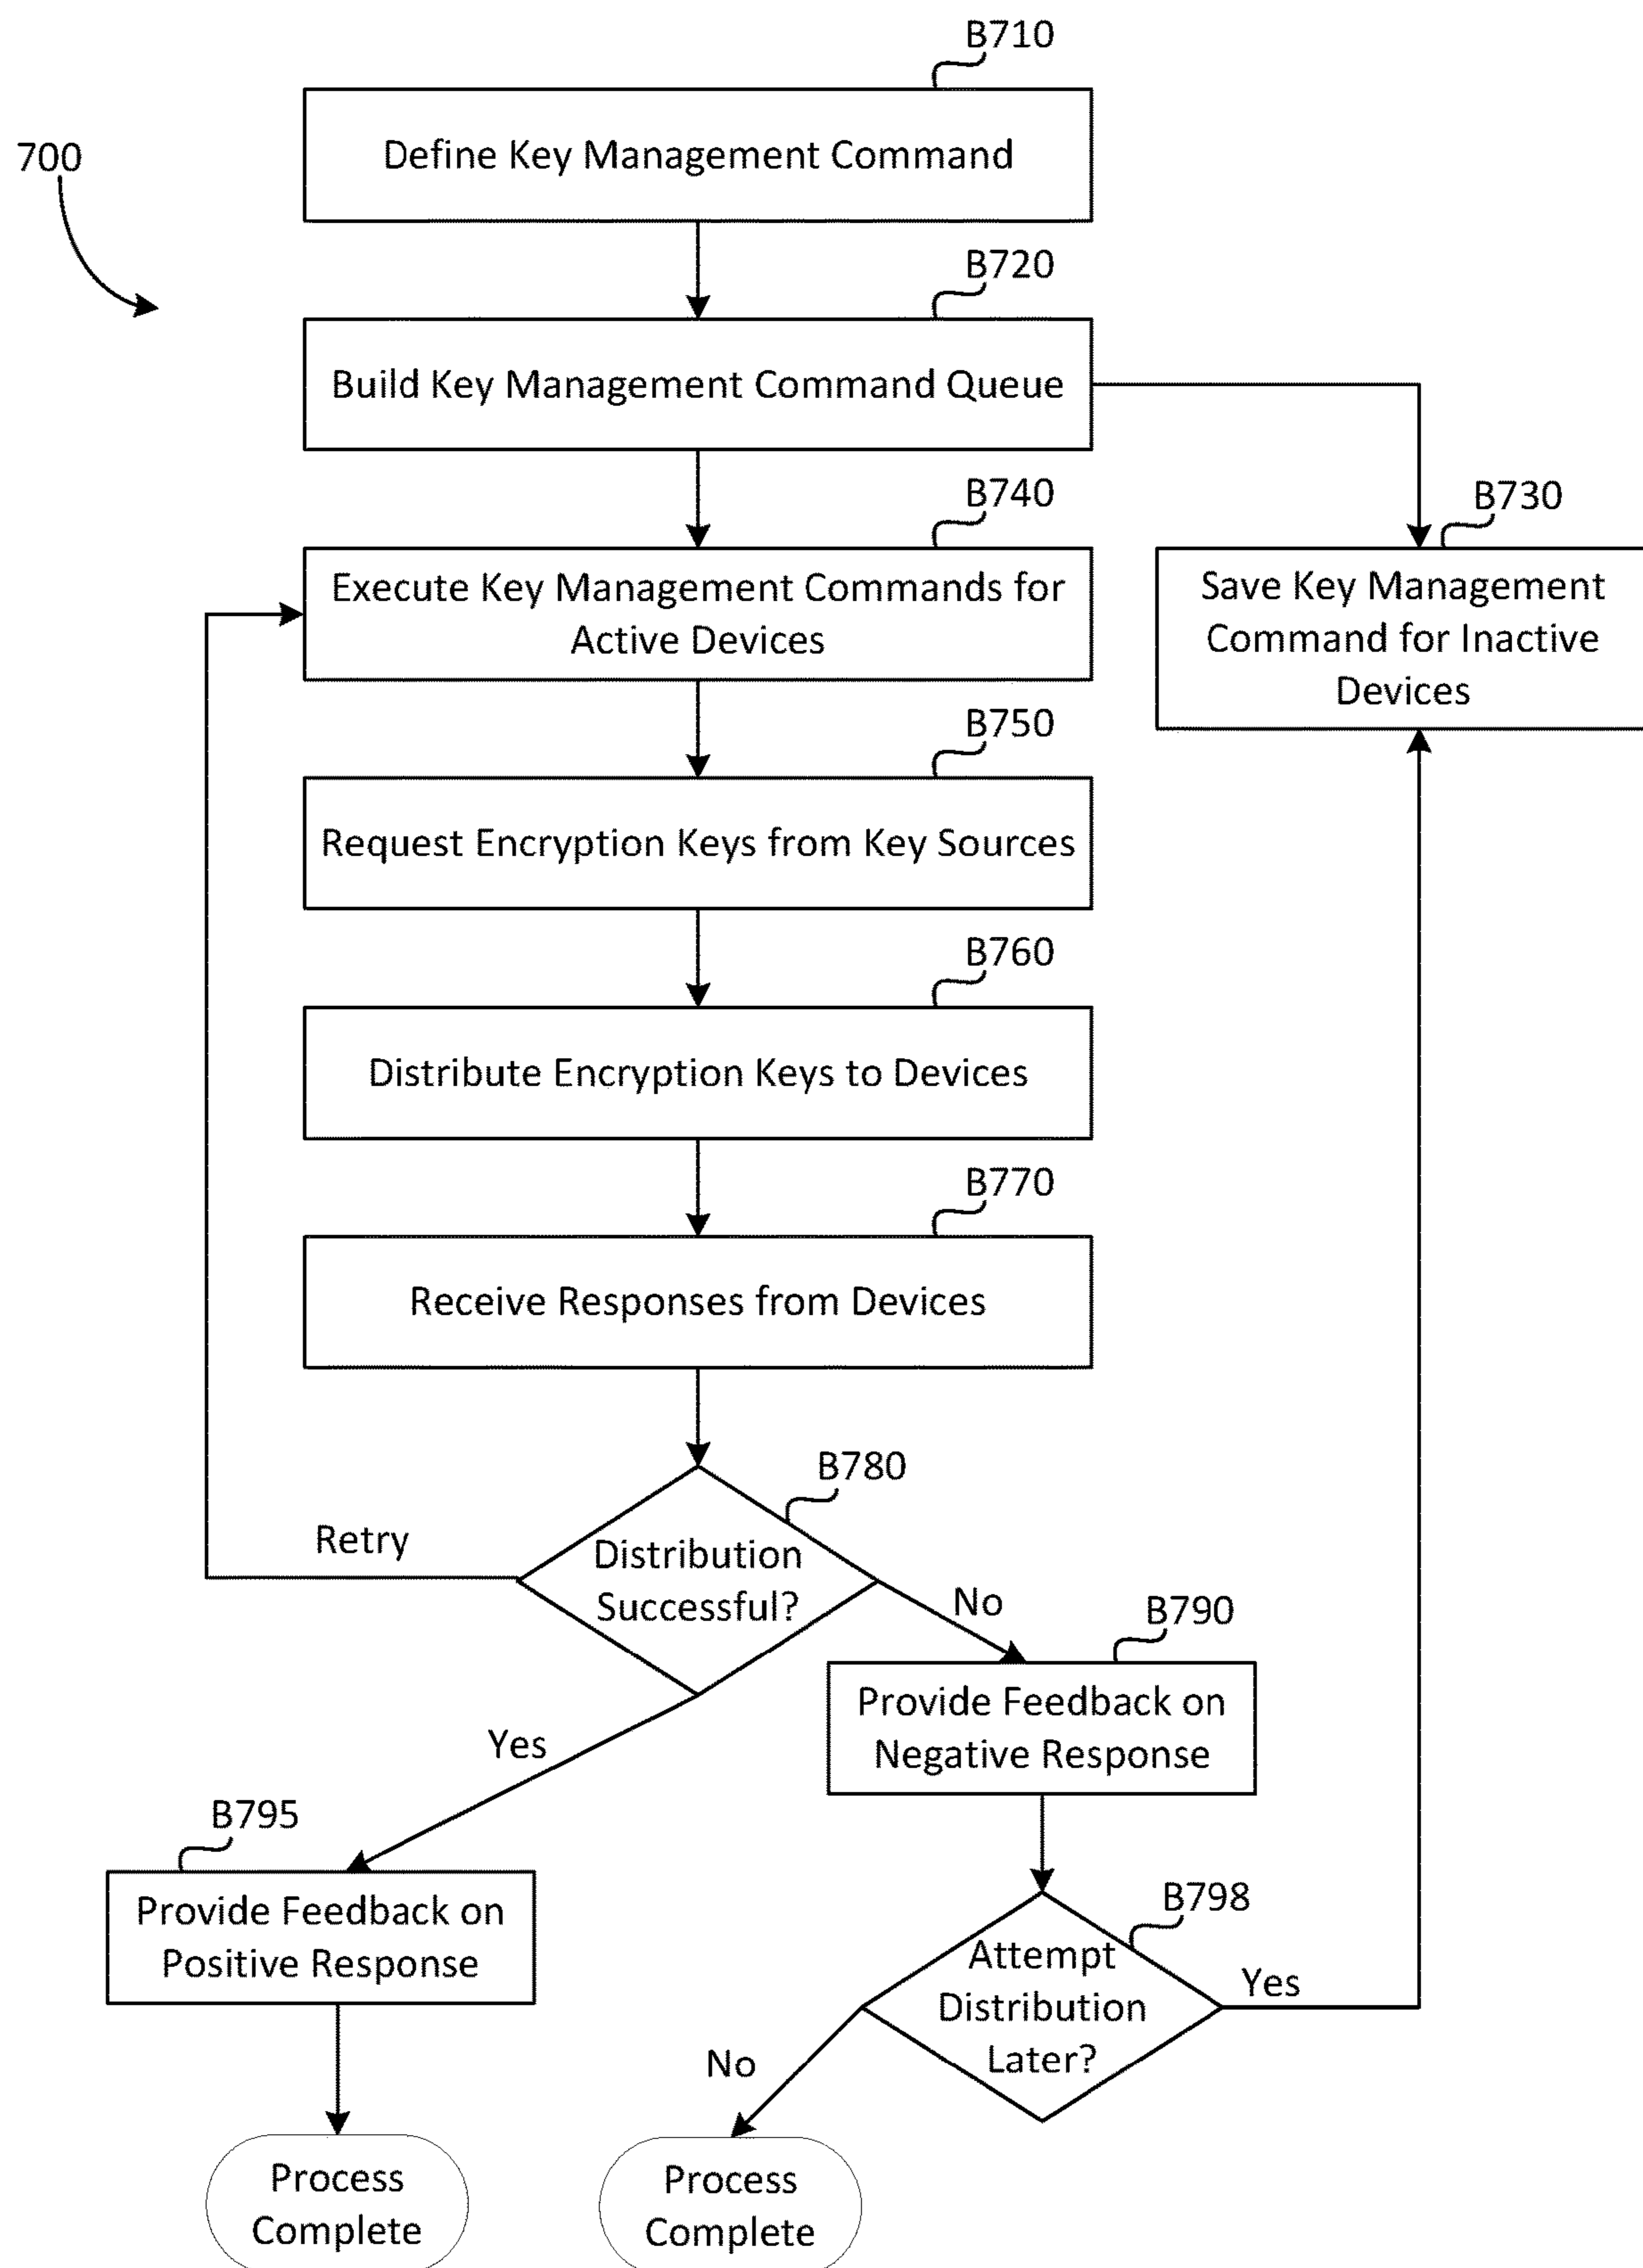 B710
Define Key Management Command
700
B720
Build Key Management Command Queue
B740
Execute Key Management Commands for
Active Devices
B730
Save Key Management
Command for Inactive
Devices
B750
Request Encryption Keys from Key Sources
B760
Distribute Encryption Keys to Devices
B770
Receive Responses from Devices
B780
Distribution
Successful?
Retry
No
Yes
B790
Provide Feedback on
Negative Response
B795
Provide Feedback on
Positive Response
B798
Attempt
Distribution
Later?
Yes
No
Process
Complete
Process
Complete